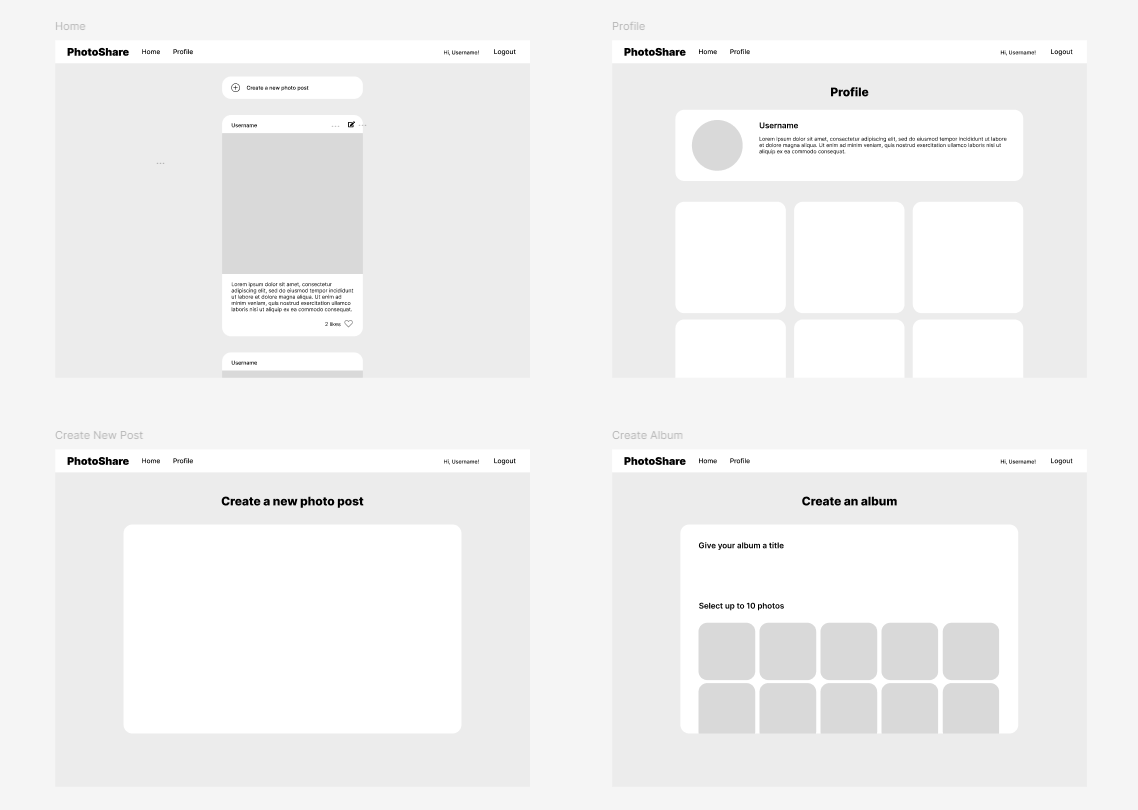 Home
PhotoShare Home Profile Hi, Username! Logout
Create a new photo post
Username ... ...
...
Lorem ipsum dolor sit amet, consectetur
adipiscing elit, sed do eiusmod tempor incididunt
ut labore et dolore magna aliqua. Ut enim ad
minim veniam, quis nostrud exercitation ullamco
laboris nisi ut aliquip ex ea commodo consequat.
2 likes
Username
Profile
PhotoShare Home Profile Hi, Username! Logout
Profile
Username
Lorem ipsum dolor sit amet, consectetur adipiscing elit, sed do eiusmod tempor incididunt ut labore
et dolore magna aliqua. Ut enim ad minim veniam, quis nostrud exercitation ullamco laboris nisi ut
aliquip ex ea commodo consequat.
Create New Post
PhotoShare Home Profile Hi, Username! Logout
Create a new photo post
Create Album
PhotoShare Home Profile Hi, Username! Logout
Create an album
Give your album a title
Select up to 10 photos